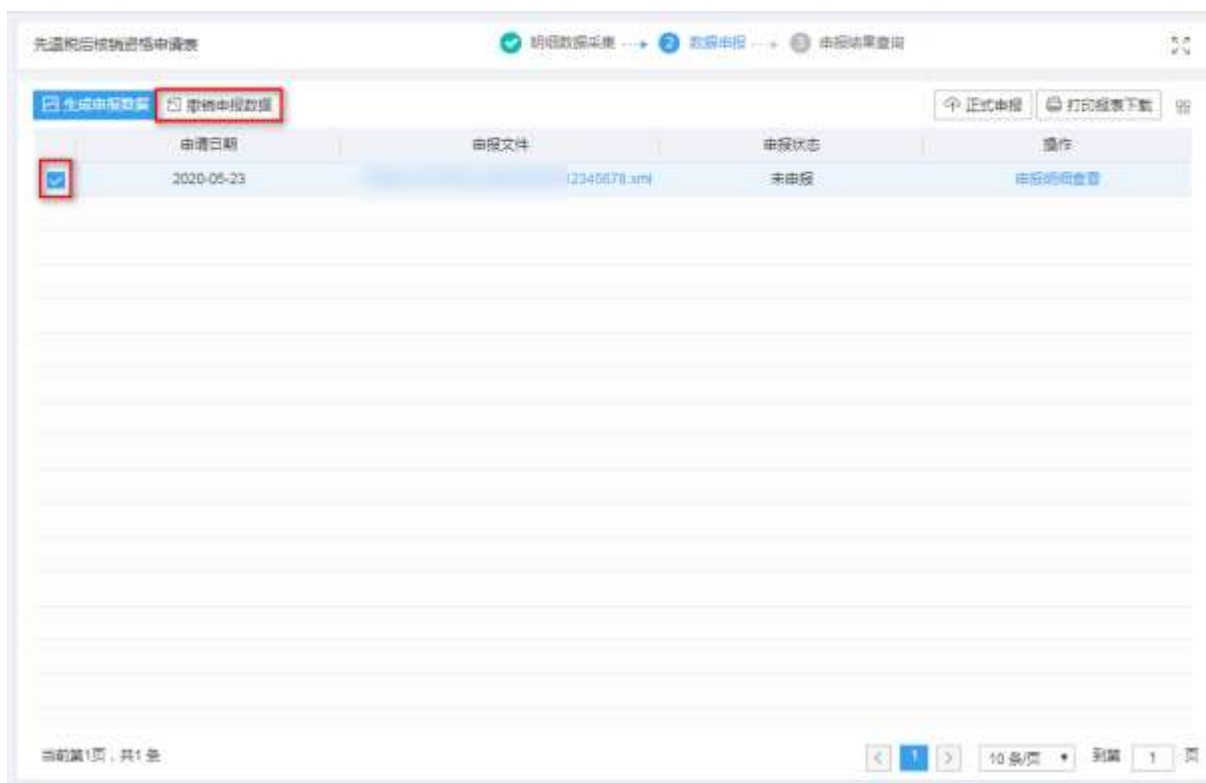 先退税后核销资格申请表 明细数据采集 2 数据申报 3 申报结果查询
生成申报数据 撤销申报数据 正式申报 打印报表下载
申请日期 申报文件 申报状态 操作
2020-05-23 12345678.xml 未申报 申报明细查看
当前第1页，共1条 < 1 > 10 条/页 到第 1 页